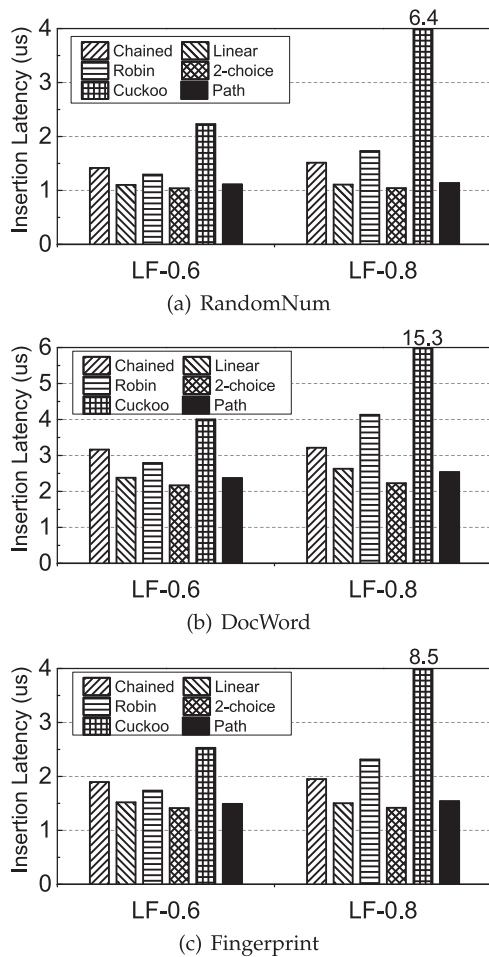 Insertion Latency (us)
4
3
2
1
0
Chained Linear
Robin 2-choice
Cuckoo Path
6.4
LF-0.6 LF-0.8
(a) RandomNum
Insertion Latency (us)
6
5
4
3
2
1
0
Chained Linear
Robin 2-choice
Cuckoo Path
15.3
LF-0.6 LF-0.8
(b) DocWord
Insertion Latency (us)
4
3
2
1
0
Chained Linear
Robin 2-choice
Cuckoo Path
8.5
LF-0.6 LF-0.8
(c) Fingerprint